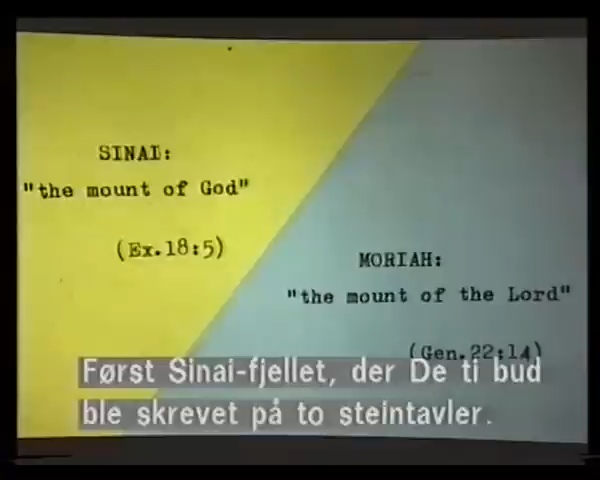 SINAI:
"the mount of God"
(Ex.18:5)
MORIAH:
"the mount of the Lord"
(Gen.22:14)
Først Sinai-fjellet, der De ti bud
ble skrevet på to steintavler.